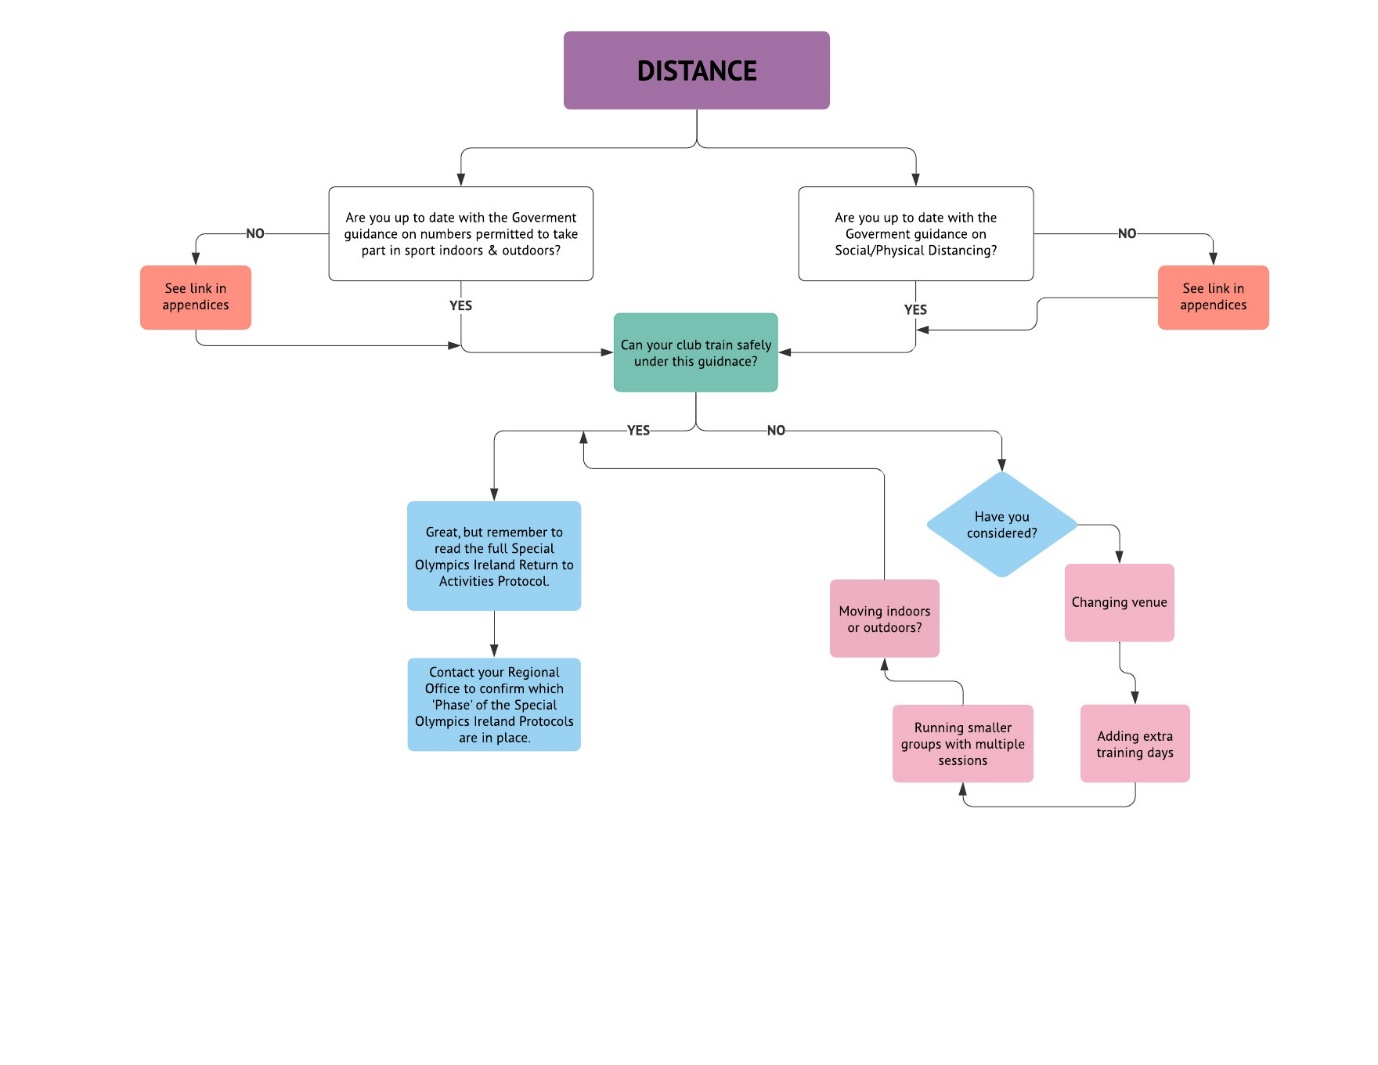 DISTANCE
Are you up to date with the Goverment
guidance on numbers permitted to take
part in sport indoors & outdoors?
Are you up to date with the
Goverment guidance on
Social/Physical Distancing?
NO
NO
See link in
appendices
See link in
appendices
YES
YES
Can your club train safely
under this guidnace?
YES
NO
Great, but remember to
read the full Special
Olympics Ireland Return to
Activities Protocol.
Have you
considered?
Changing venue
Moving indoors
or outdoors?
Contact your Regional
Office to confirm which
'Phase' of the Special
Olympics Ireland Protocols
are in place.
Running smaller
groups with multiple
sessions
Adding extra
training days